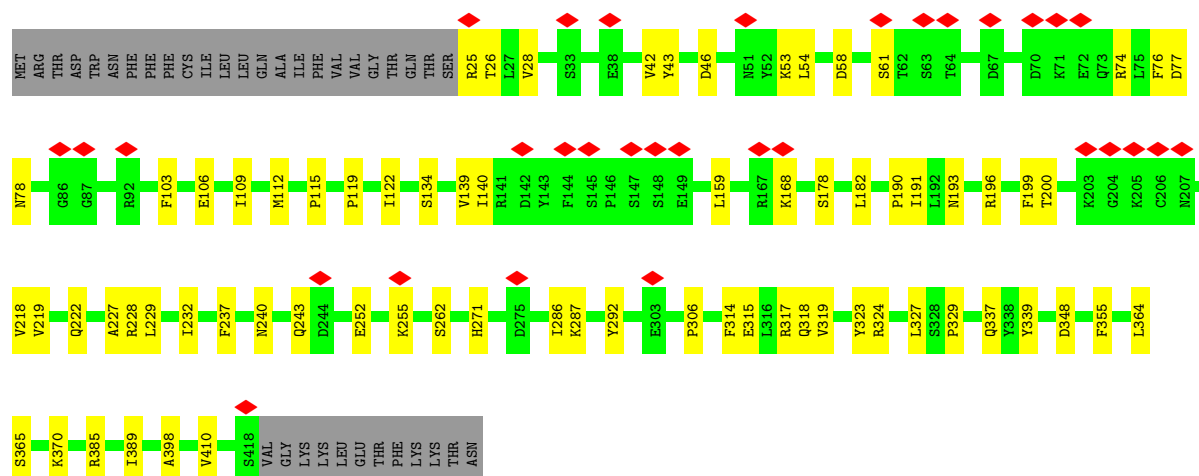 MET ARG THR ASP TRP ASN PHE PHE PHE CYS ILE LEU LEU GLN ALA ILE PHE VAL VAL GLY THR GLN THR SER R25 T26 L27 V28 S33 E38 V42 Y43 D46 N51 Y52 K53 L54 D58 S61 T62 S63 T64 D67 D70 K71 E72 Q73 R74 L75 F76 D77
N78 G86 G87 R92 F103 E106 I109 M112 P115 P119 I122 S134 V139 I140 R141 D142 Y143 F144 S145 P146 S147 S148 E149 L159 R167 K168 S178 L182 P190 I191 L192 N193 R196 F199 T200 K203 G204 K205 C206 N207
V218 V219 Q222 A227 R228 L229 I232 F237 N240 Q243 D244 E252 K255 S262 H271 D275 I286 K287 Y292 E303 P306 F314 E315 L316 R317 Q318 V319 Y323 R324 L327 S328 P329 Q337 Y338 Y339 D348 F355 L364
S365 K370 R385 I389 A398 V410 S418 VAL GLY LYS LYS LEU GLU THR PHE LYS LYS THR ASN